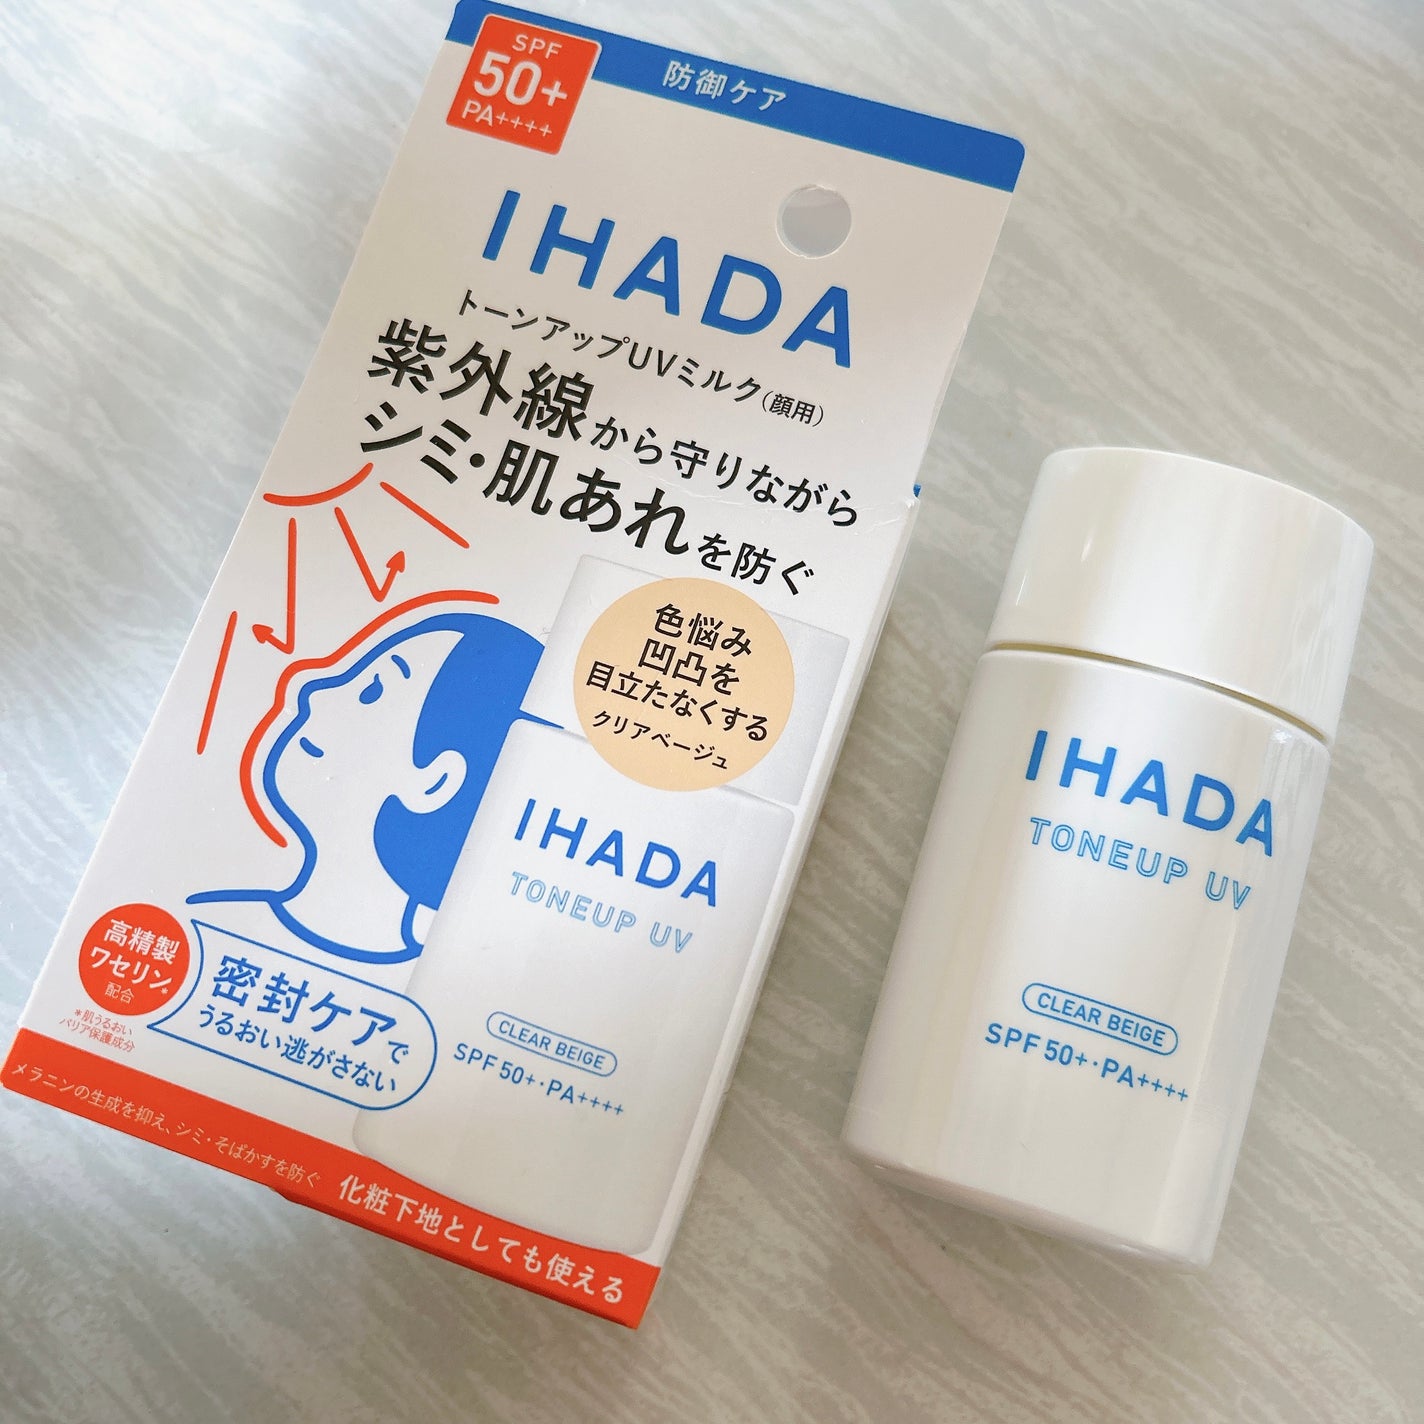 SPF
50+
PA++++
防御ケア
IHADA
トーンアップUVミルク(顔用)
紫外線から守りながら
シミ・肌あれを防ぐ
色悩み
凹凸を
目立たなくする
クリアベージュ
IHADA
TONEUP UV
CLEAR BEIGE
SPF50+・PA++++
高精製
ワセリン*
配合
*肌うるおい
バリア保護成分
密封ケアで
うるおい逃がさない
メラニンの生成を抑え、シミ・そばかすを防ぐ
化粧下地としても使える
IHADA
TONEUP UV
CLEAR BEIGE
SPF50+・PA++++